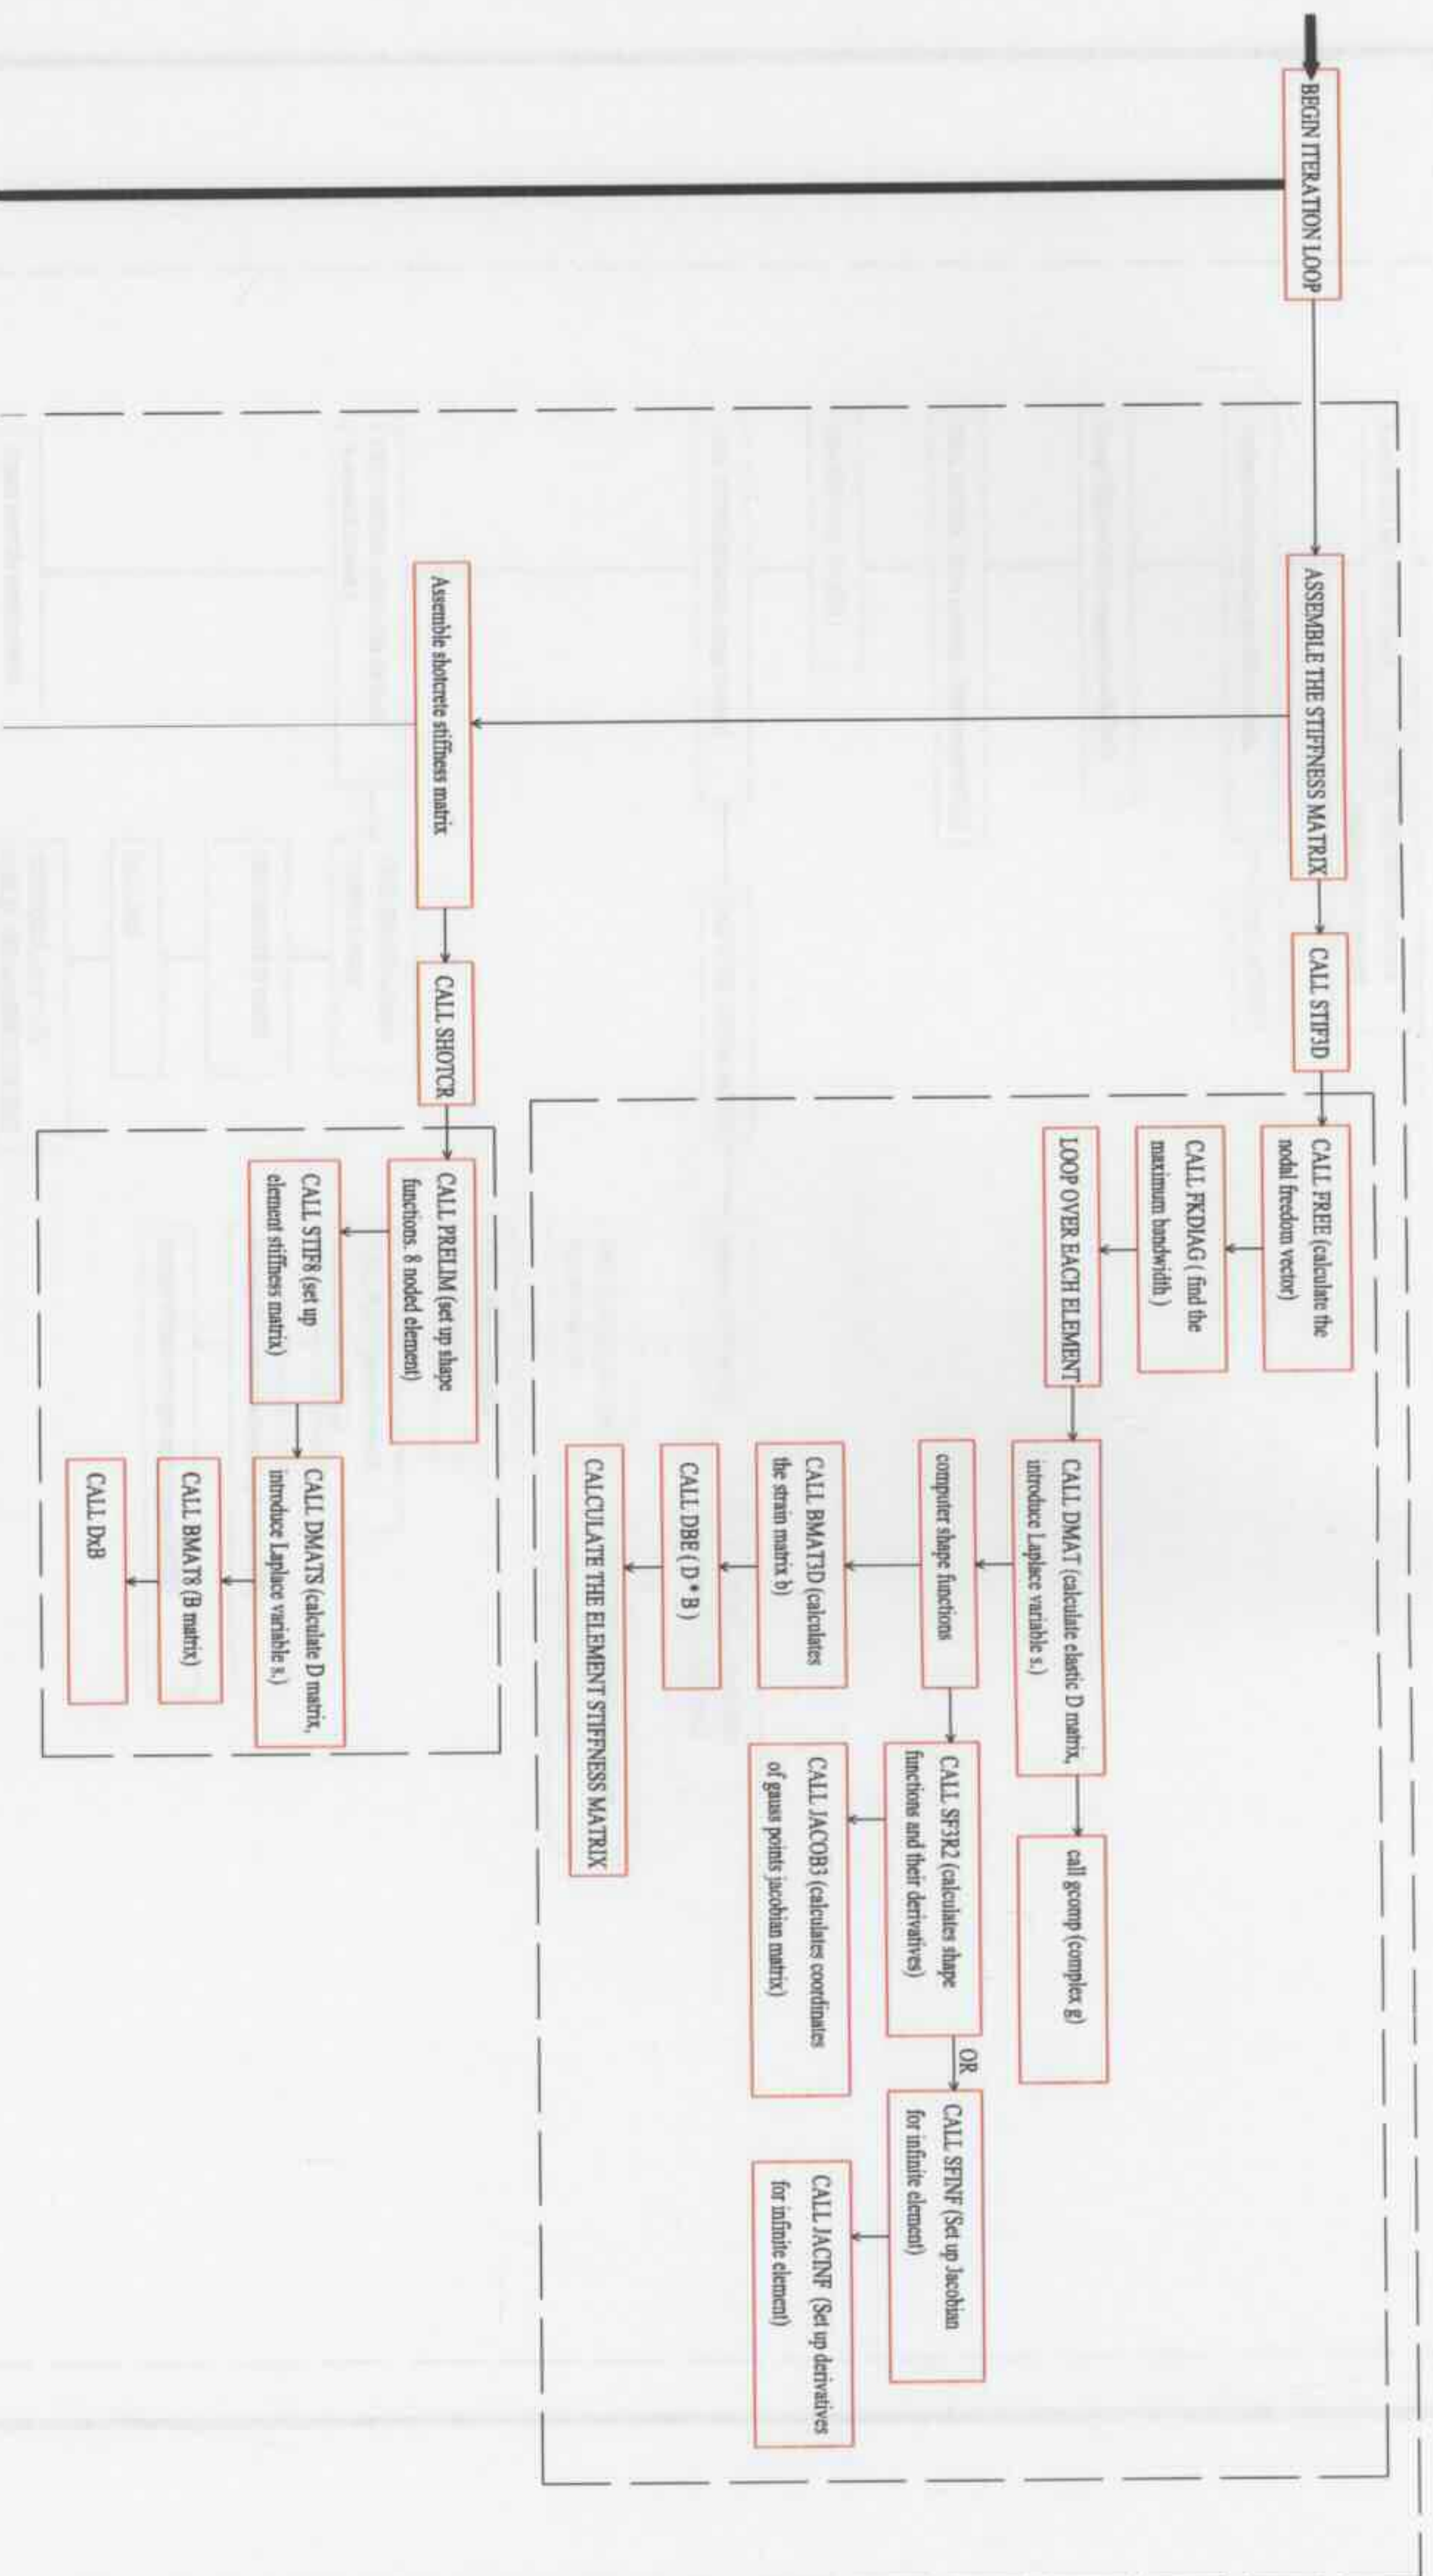 BEGIN ITERATION LOOP
ASSEMBLE THE STIFFNESS MATRIX
CALL STIF3D
CALL FREE (calculate the
nodal freedom vector)
CALL FKDIAG ( find the
maximum bandwidth )
LOOP OVER EACH ELEMENT
CALL DMAT (calculate elastic D matrix,
introduce Laplace variable s.)
call gcomp (complex g)
computer shape functions
CALL SF3R2 (calculates shape
functions and their derivatives)
OR
CALL SFINF (Set up Jacobian
for infinite element)
CALL BMAT3D (calculates
the strain matrix b)
CALL JACOB3 (calculates coordinates
of gauss points jacobian matrix)
CALL JACINF (Set up derivatives
for infinite element)
CALL DBE ( D * B )
CALCULATE THE ELEMENT STIFFNESS MATRIX
Assemble shotcrete stiffness matrix
CALL SHOTCR
CALL PRELIM (set up shape
functions. 8 noded element)
CALL STIF8 (set up
element stiffness matrix)
CALL DMATS (calculate D matrix,
introduce Laplace variable s.)
CALL BMAT8 (B matrix)
CALL DxB